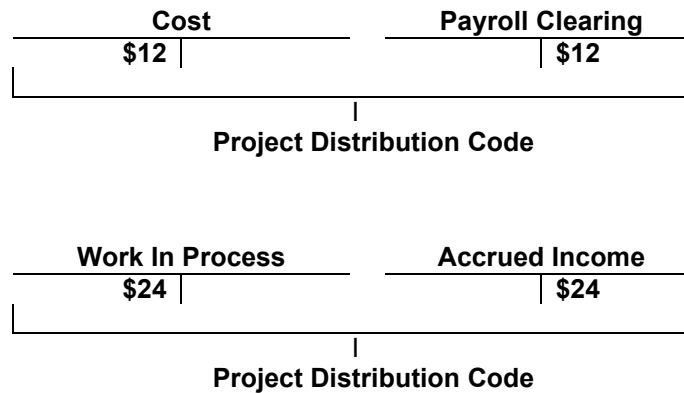 Cost Payroll Clearing
$12 $12
Project Distribution Code
Work In Process Accrued Income
$24 $24
Project Distribution Code